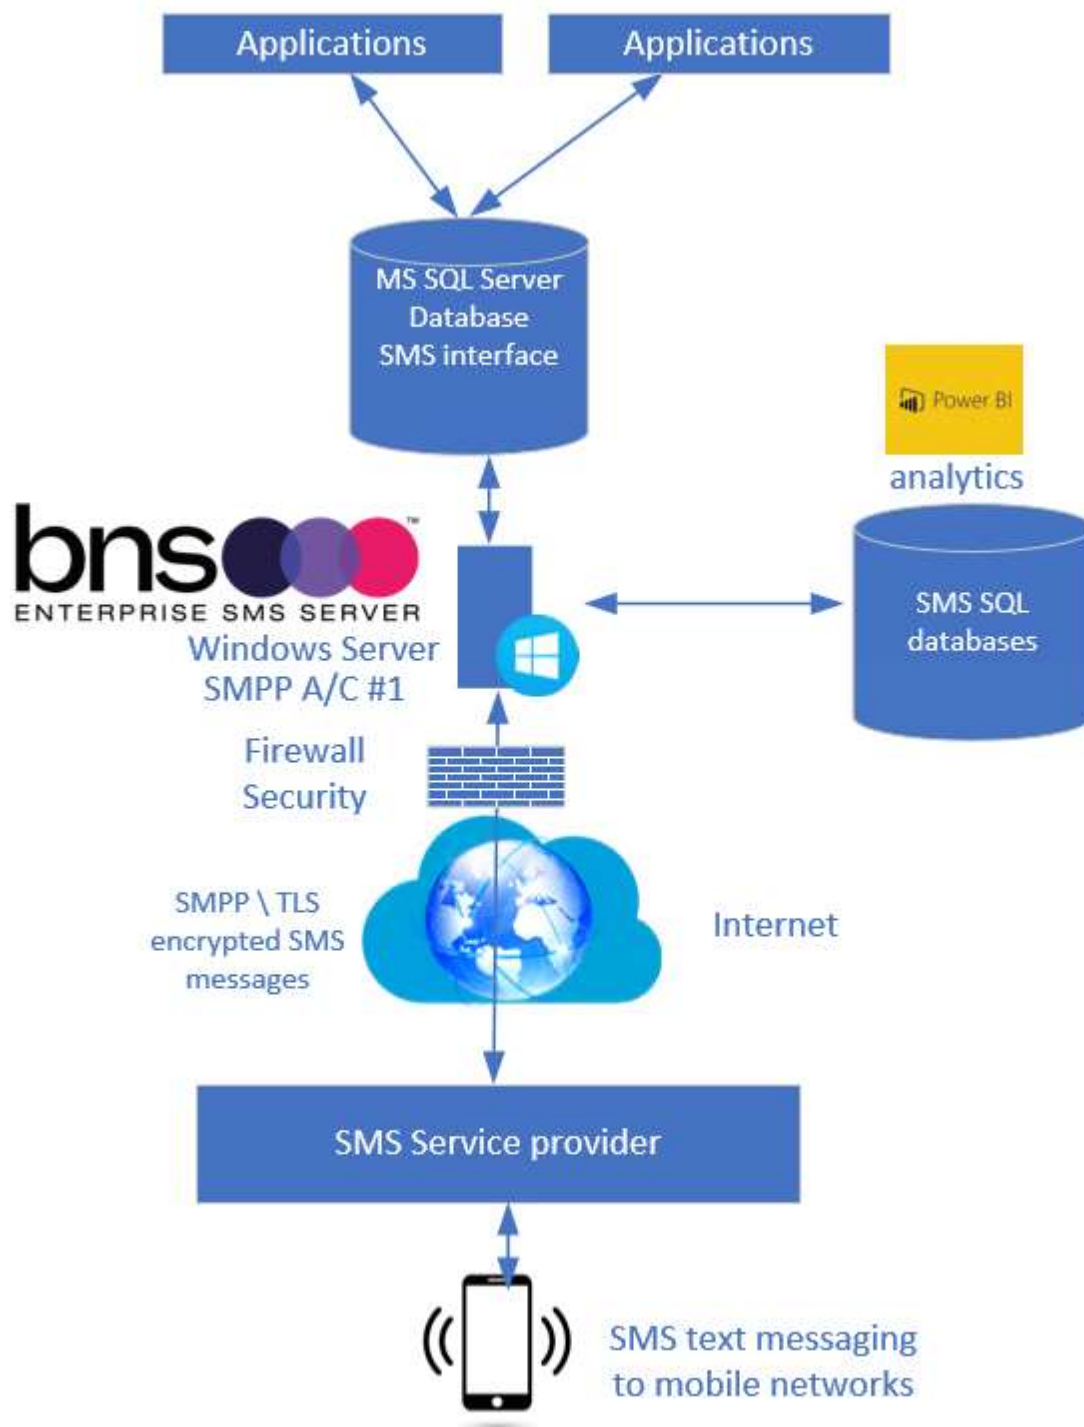 Applications
Applications
MS SQL Server
Database
SMS interface
Power BI
analytics
bns
TM
ENTERPRISE SMS SERVER
Windows Server
SMPP A/C #1
SMS SQL
databases
Firewall
Security
SMPP \ TLS
encrypted SMS
messages
Internet
SMS Service provider
SMS text messaging
to mobile networks